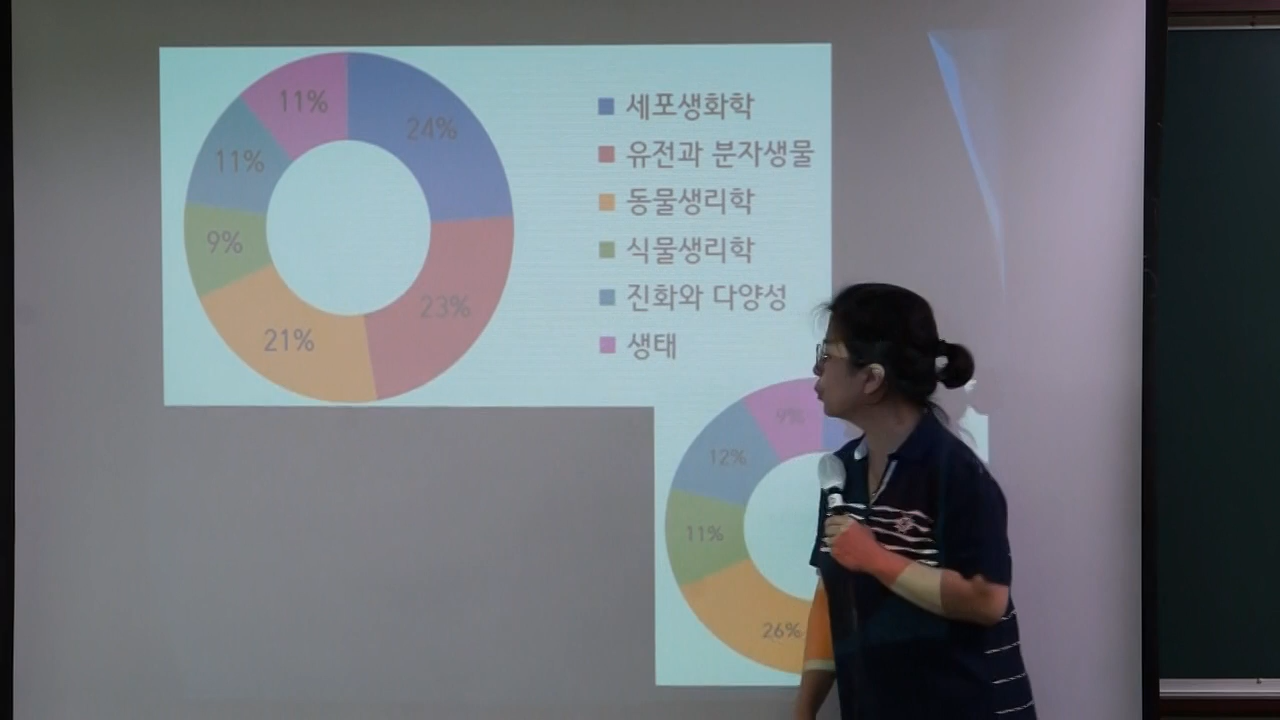 11%
24%
11%
9%
23%
21%
세포생화학
유전과 분자생물
동물생리학
식물생리학
진화와 다양성
생태
9%
12%
11%
26%